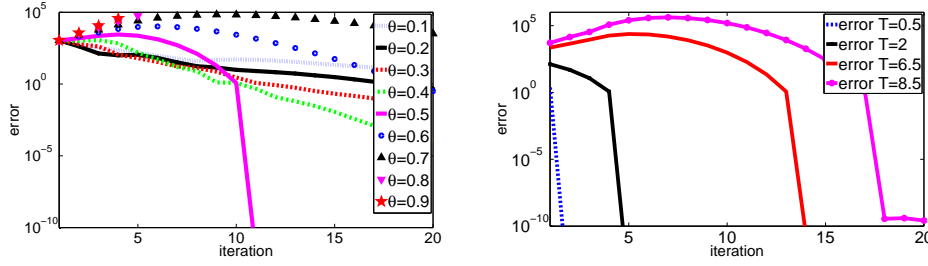 10^5
10^0
10^-5
10^-10
error
5
10
15
20
iteration
θ=0.1
θ=0.2
θ=0.3
θ=0.4
θ=0.5
θ=0.6
θ=0.7
θ=0.8
θ=0.9
10^5
10^0
10^-5
10^-10
error
5
10
15
20
iteration
error T=0.5
error T=2
error T=6.5
error T=8.5